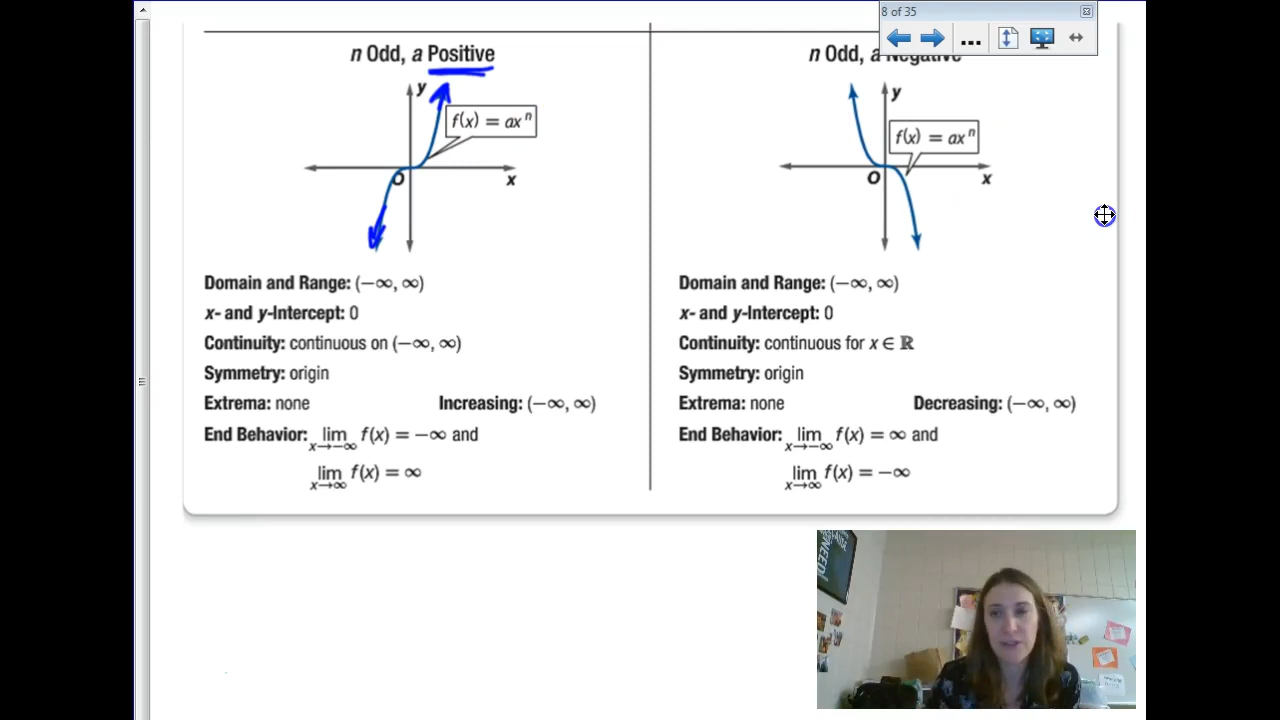 8 of 35
n Odd, a Positive
y
f(x) = axⁿ
O
x
Domain and Range: (−∞, ∞)
x- and y-Intercept: 0
Continuity: continuous on (−∞, ∞)
Symmetry: origin
Extrema: none Increasing: (−∞, ∞)
End Behavior: lim x→−∞ f(x) = −∞ and
lim x→∞ f(x) = ∞
n Odd, a Negative
y
f(x) = axⁿ
O
x
Domain and Range: (−∞, ∞)
x- and y-Intercept: 0
Continuity: continuous for x ∈ ℝ
Symmetry: origin
Extrema: none Decreasing: (−∞, ∞)
End Behavior: lim x→−∞ f(x) = ∞ and
lim x→∞ f(x) = −∞